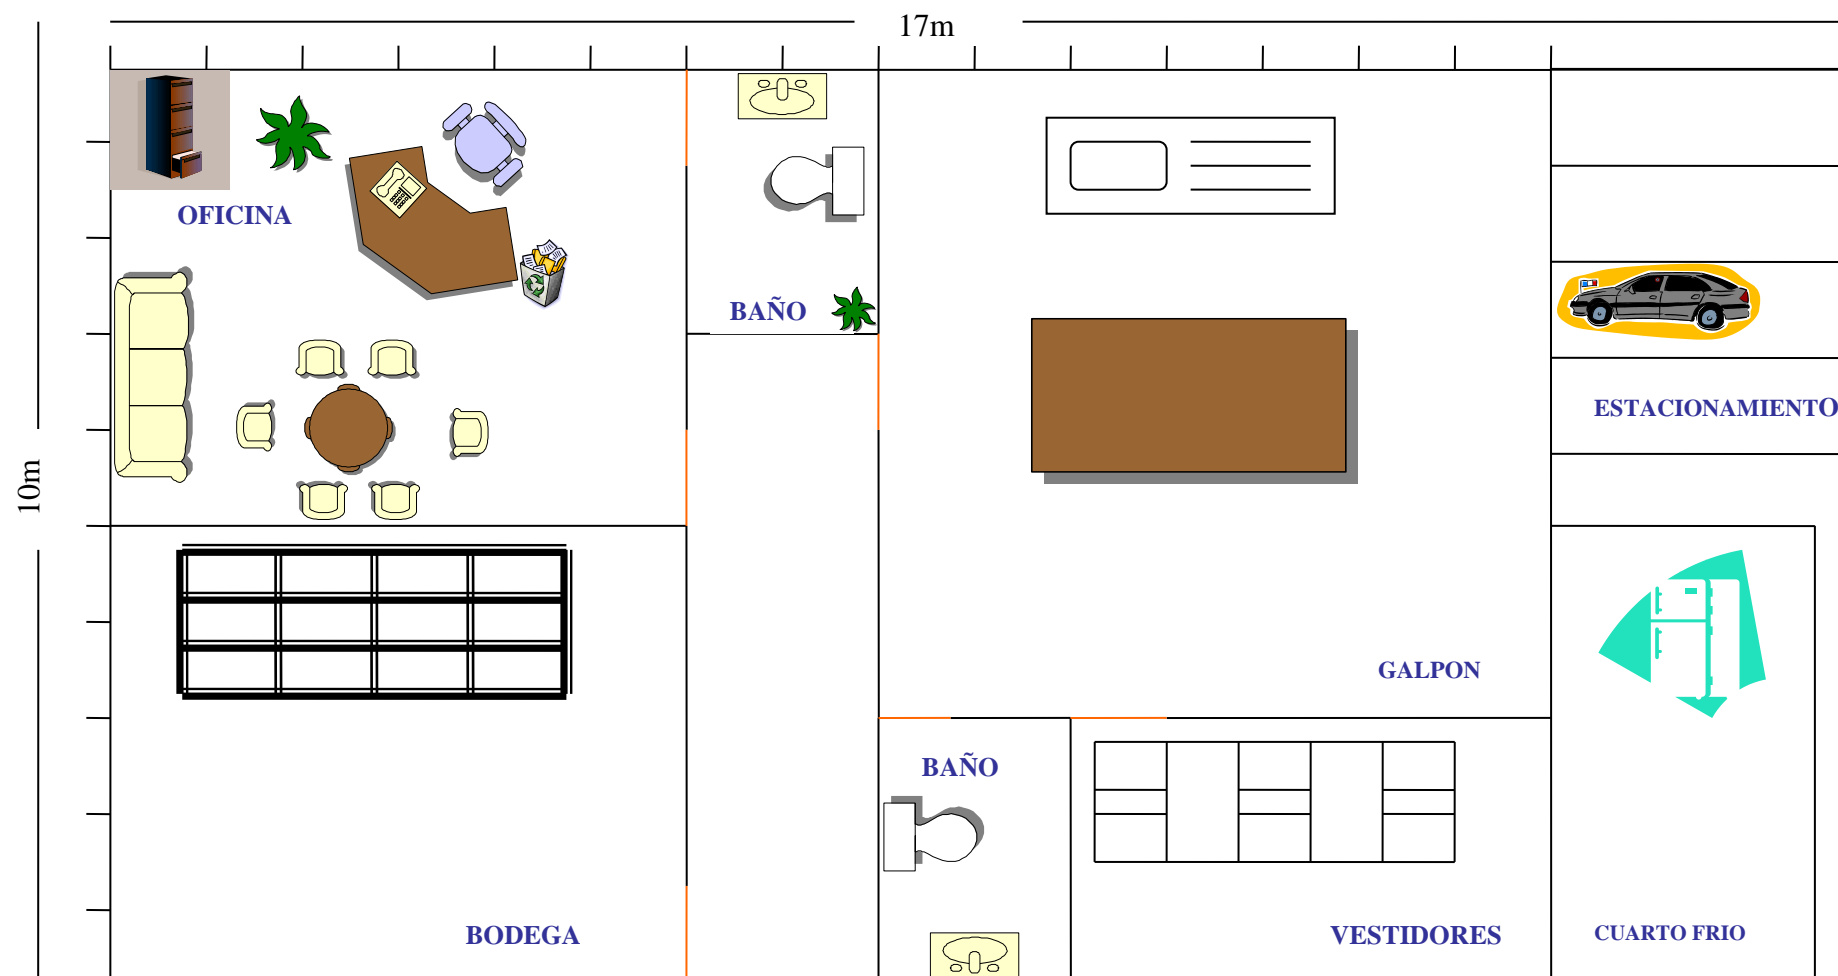 17m
OFICINA
BAÑO
ESTACIONAMIENTO
10m
GALPON
BAÑO
BODEGA
VESTIDORES
CUARTO FRIO